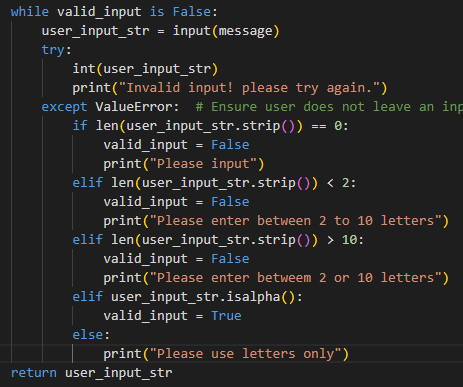 while valid_input is False:
    user_input_str = input(message)
    try:
        int(user_input_str)
        print("Invalid input! please try again.")
    except ValueError:  # Ensure user does not leave an inp
        if len(user_input_str.strip()) == 0:
            valid_input = False
            print("Please input")
        elif len(user_input_str.strip()) < 2:
            valid_input = False
            print("Please enter between 2 to 10 letters")
        elif len(user_input_str.strip()) > 10:
            valid_input = False
            print("Please enter betweem 2 or 10 letters")
        elif user_input_str.isalpha():
            valid_input = True
        else:
            print("Please use letters only")
return user_input_str